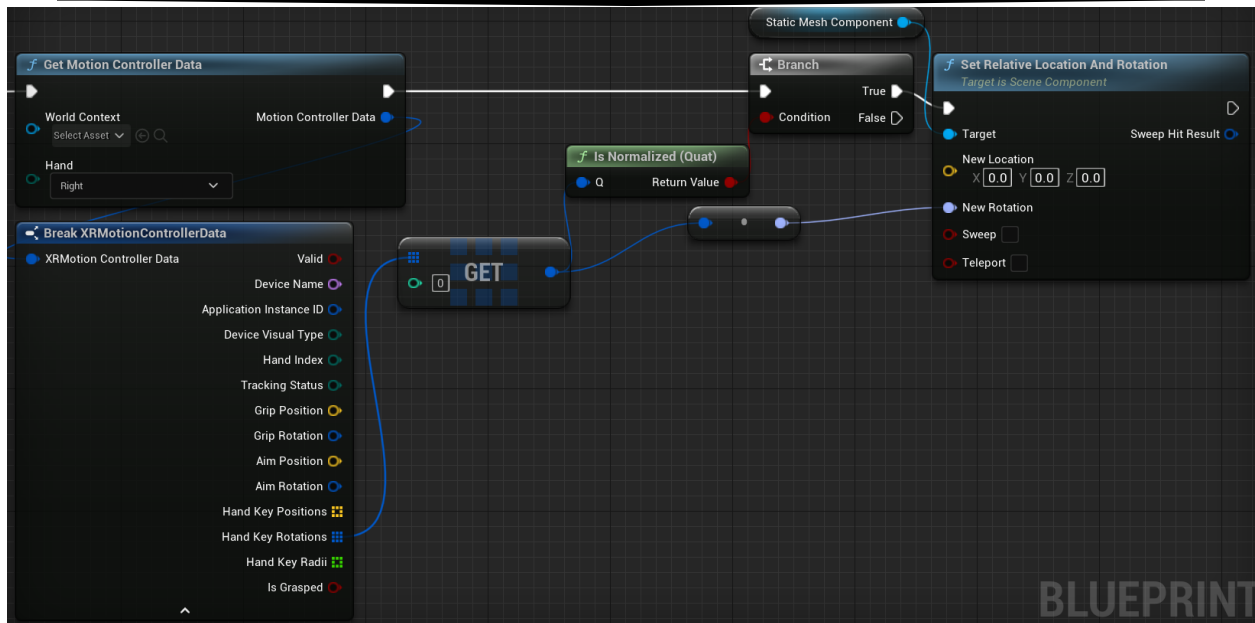 Static Mesh Component
Get Motion Controller Data
World Context
Select Asset
Motion Controller Data
Hand
Right
Branch
True
Condition
False
Set Relative Location And Rotation
Target is Scene Component
Target
Sweep Hit Result
New Location
X 0.0 Y 0.0 Z 0.0
New Rotation
Sweep
Teleport
Is Normalized (Quat)
Q
Return Value
Break XRMotionControllerData
XRMotion Controller Data
Valid
Device Name
Application Instance ID
Device Visual Type
Hand Index
Tracking Status
Grip Position
Grip Rotation
Aim Position
Aim Rotation
Hand Key Positions
Hand Key Rotations
Hand Key Radii
Is Grasped
GET
0
BLUEPRINT